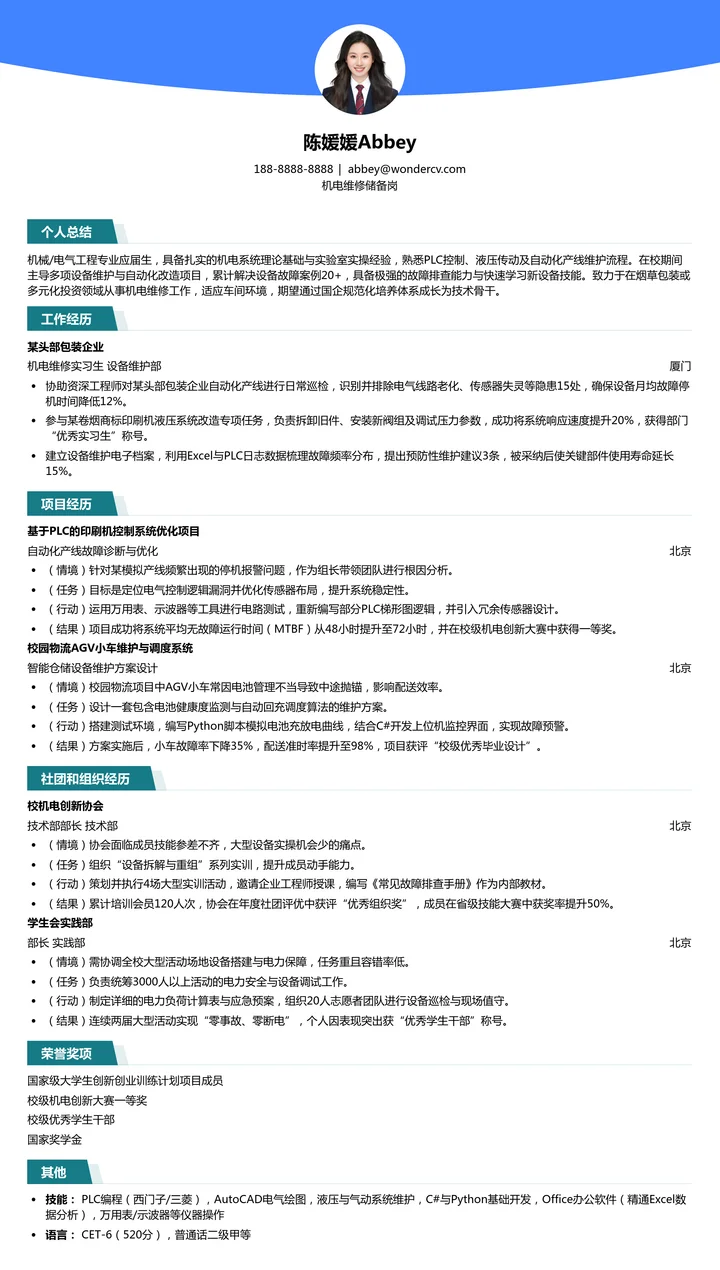 陈媛媛Abbey
188-8888-8888 | abbey@wondercv.com
机电维修储备岗
个人总结
机械/电气工程专业应届生，具备扎实的机电系统理论基础与实验室实操经验，熟悉PLC控制、液压传动及自动化产线维护流程。在校期间
主导多项设备维护与自动化改造项目，累计解决设备故障案例20+，具备极强的故障排查能力与快速学习新设备技能。致力于在烟草包装或
多元化投资领域从事机电维修工作，适应车间环境，期望通过国企规范化培养体系成长为技术骨干。
工作经历
某头部包装企业
机电维修实习生 设备维护部 厦门
• 协助资深工程师对某头部包装企业自动化产线进行日常巡检，识别并排除电气线路老化、传感器失灵等隐患15处，确保设备月均故障停
机时间降低12%。
• 参与某卷烟商标印刷机液压系统改造专项任务，负责拆卸旧件、安装新阀组及调试压力参数，成功将系统响应速度提升20%，获得部门
“优秀实习生”称号。
• 建立设备维护电子档案，利用Excel与PLC日志数据梳理故障频率分布，提出预防性维护建议3条，被采纳后使关键部件使用寿命延长
15%。
项目经历
基于PLC的印刷机控制系统优化项目
自动化产线故障诊断与优化 北京
• （情境）针对某模拟产线频繁出现的停机报警问题，作为组长带领团队进行根因分析。
• （任务）目标是定位电气控制逻辑漏洞并优化传感器布局，提升系统稳定性。
• （行动）运用万用表、示波器等工具进行电路测试，重新编写部分PLC梯形图逻辑，并引入冗余传感器设计。
• （结果）项目成功将系统平均无故障运行时间（MTBF）从48小时提升至72小时，并在校级机电创新大赛中获得一等奖。
校园物流AGV小车维护与调度系统
智能仓储设备维护方案设计 北京
• （情境）校园物流项目中AGV小车常因电池管理不当导致中途抛锚，影响配送效率。
• （任务）设计一套包含电池健康度监测与自动回充调度算法的维护方案。
• （行动）搭建测试环境，编写Python脚本模拟电池充放电曲线，结合C#开发上位机监控界面，实现故障预警。
• （结果）方案实施后，小车故障率下降35%，配送准时率提升至98%，项目获评“校级优秀毕业设计”。
社团和组织经历
校机电创新协会
技术部部长 技术部 北京
• （情境）协会面临成员技能参差不齐，大型设备实操机会少的痛点。
• （任务）组织“设备拆解与重组”系列实训，提升成员动手能力。
• （行动）策划并执行4场大型实训活动，邀请企业工程师授课，编写《常见故障排查手册》作为内部教材。
• （结果）累计培训会员120人次，协会在年度社团评优中获评“优秀组织奖”，成员在省级技能大赛中获奖率提升50%。
学生会实践部
部长 实践部 北京
• （情境）需协调全校大型活动场地设备搭建与电力保障，任务重且容错率低。
• （任务）负责统筹3000人以上活动的电力安全与设备调试工作。
• （行动）制定详细的电力负荷计算表与应急预案，组织20人志愿者团队进行设备巡检与现场值守。
• （结果）连续两届大型活动实现“零事故、零断电”，个人因表现突出获“优秀学生干部”称号。
荣誉奖项
国家级大学生创新创业训练计划项目成员
校级机电创新大赛一等奖
校级优秀学生干部
国家奖学金
其他
• 技能： PLC编程（西门子/三菱），AutoCAD电气绘图，液压与气动系统维护，C#与Python基础开发，Office办公软件（精通Excel数
据分析），万用表/示波器等仪器操作
• 语言： CET-6（520分），普通话二级甲等